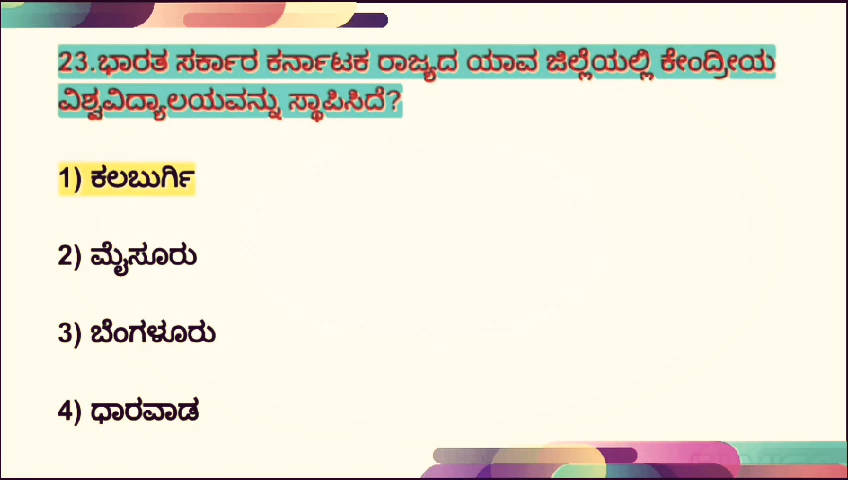 23.ಭಾರತ ಸರ್ಕಾರ ಕರ್ನಾಟಕ ರಾಜ್ಯದ ಯಾವ ಜಿಲ್ಲೆಯಲ್ಲಿ ಕೇಂದ್ರೀಯ
ವಿಶ್ವವಿದ್ಯಾಲಯವನ್ನು ಸ್ಥಾಪಿಸಿದೆ?
1) ಕಲಬುರ್ಗಿ
2) ಮೈಸೂರು
3) ಬೆಂಗಳೂರು
4) ಧಾರವಾಡ